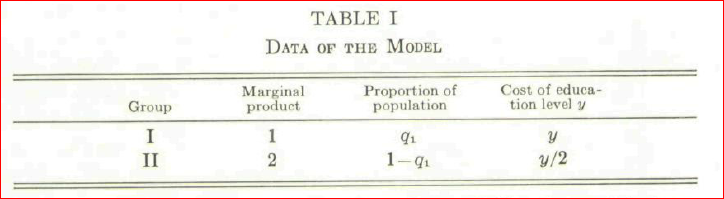 TABLE I
DATA OF THE MODEL
Group Marginal product Proportion of population Cost of educa-tion level y
I 1 q₁ y
II 2 1−q₁ y/2